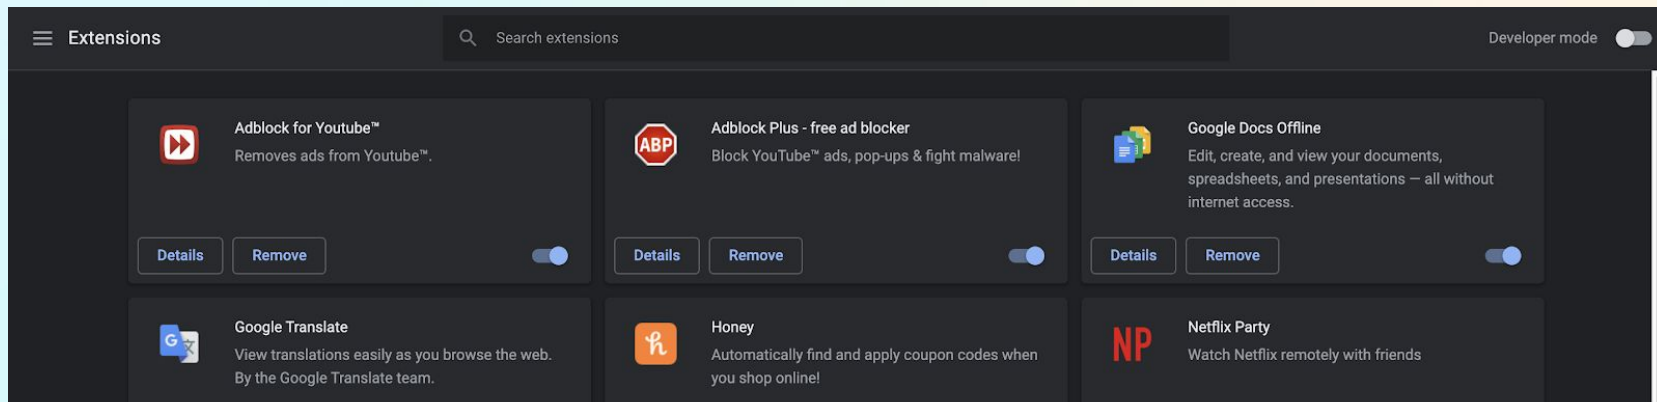 Extensions
Search extensions
Developer mode
Adblock for Youtube™
Removes ads from Youtube™.
Details
Remove
ABP
Adblock Plus - free ad blocker
Block YouTube™ ads, pop-ups & fight malware!
Details
Remove
Google Docs Offline
Edit, create, and view your documents,
spreadsheets, and presentations — all without
internet access.
Details
Remove
G 文
Google Translate
View translations easily as you browse the web.
By the Google Translate team.
h
Honey
Automatically find and apply coupon codes when
you shop online!
NP
Netflix Party
Watch Netflix remotely with friends